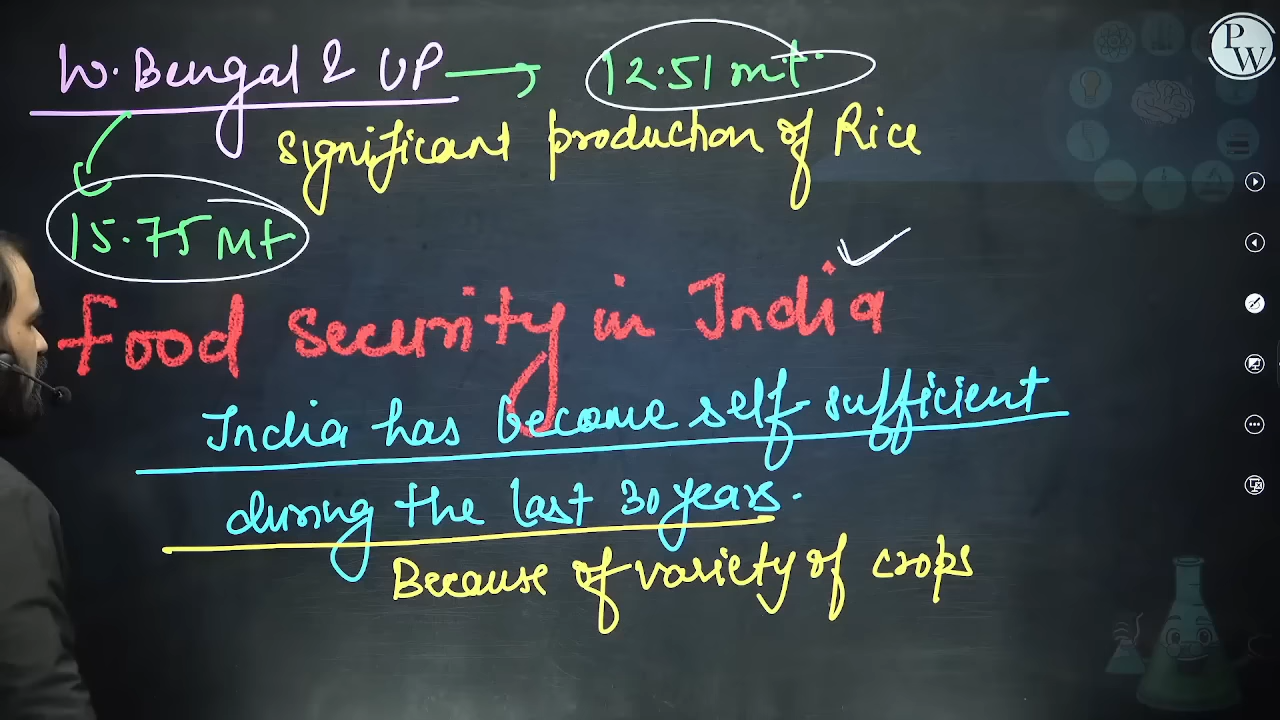 W. Bengal & UP → 12.51 mt.
Significant production of Rice
15.75 Mt
Food Security in India
India has become self-sufficient
during the last 30 years.
Because of variety of crops
PW